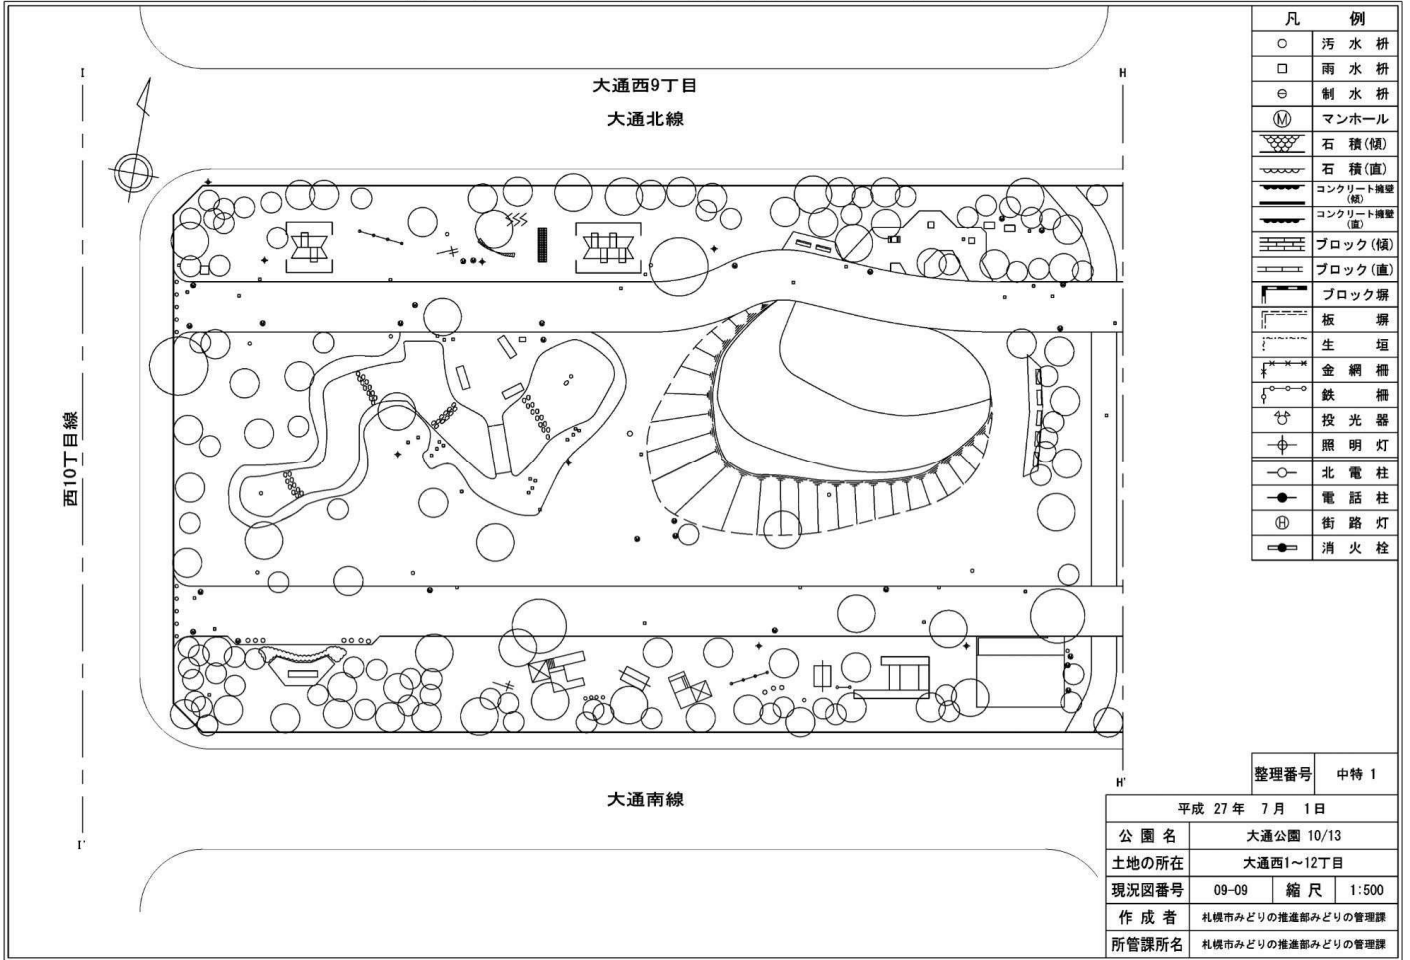 I
H
大通西9丁目
大通北線
西10丁目線
大通南線
I'
H'
凡 例
汚水桝
雨水桝
制水桝
Ⓜ マンホール
石積(傾)
石積(直)
コンクリート擁壁
(傾)
コンクリート擁壁
(直)
ブロック(傾)
ブロック(直)
ブロック塀
板塀
生垣
金網柵
鉄柵
投光器
照明灯
北電柱
電話柱
Ⓗ 街路灯
消火栓
整理番号 中特 1
平成 27年 7月 1日
公園名 大通公園 10/13
土地の所在 大通西1~12丁目
現況図番号 09-09 縮尺 1:500
作成者 札幌市みどりの推進部みどりの管理課
所管課所名 札幌市みどりの推進部みどりの管理課